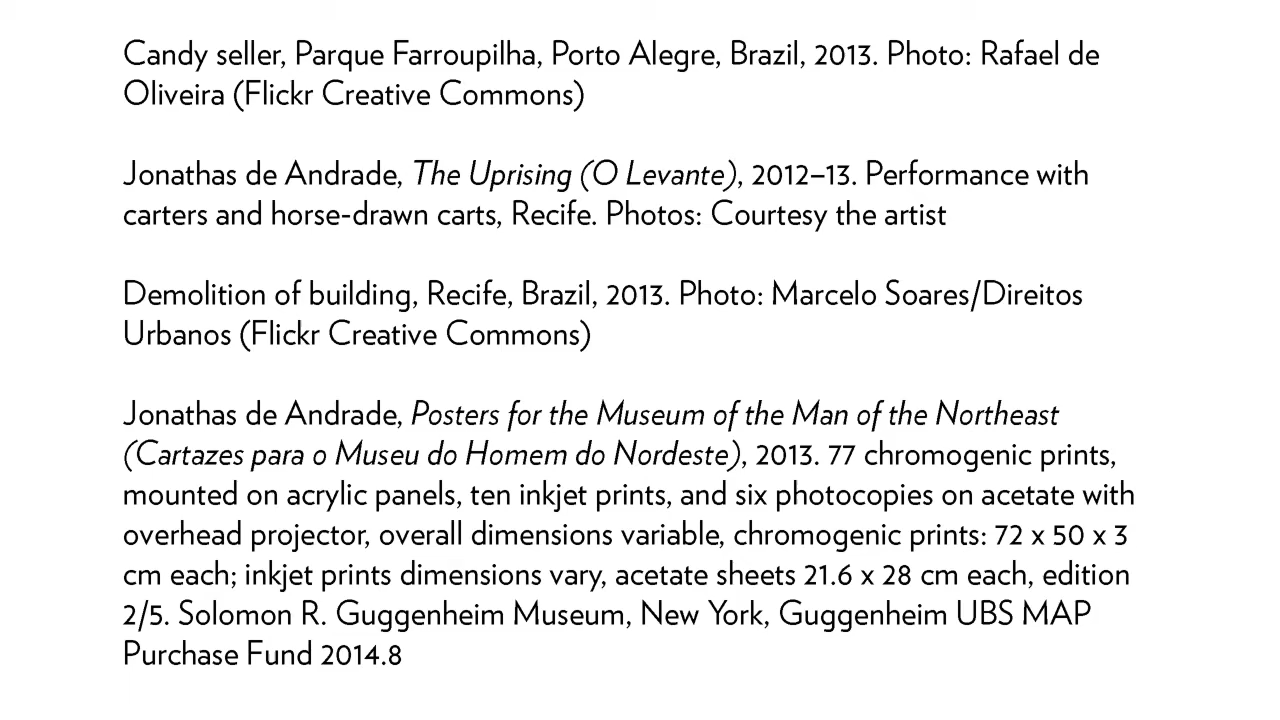 Candy seller, Parque Farroupilha, Porto Alegre, Brazil, 2013. Photo: Rafael de
Oliveira (Flickr Creative Commons)
Jonathas de Andrade, The Uprising (O Levante), 2012–13. Performance with
carters and horse-drawn carts, Recife. Photos: Courtesy the artist
Demolition of building, Recife, Brazil, 2013. Photo: Marcelo Soares/Direitos
Urbanos (Flickr Creative Commons)
Jonathas de Andrade, Posters for the Museum of the Man of the Northeast
(Cartazes para o Museu do Homem do Nordeste), 2013. 77 chromogenic prints,
mounted on acrylic panels, ten inkjet prints, and six photocopies on acetate with
overhead projector, overall dimensions variable, chromogenic prints: 72 x 50 x 3
cm each; inkjet prints dimensions vary, acetate sheets 21.6 x 28 cm each, edition
2/5. Solomon R. Guggenheim Museum, New York, Guggenheim UBS MAP
Purchase Fund 2014.8